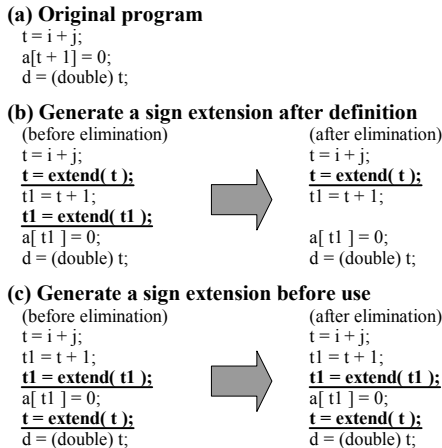 (a) Original program
t = i + j;
a[t + 1] = 0;
d = (double) t;
(b) Generate a sign extension after definition
(before elimination)
t = i + j;
t = extend( t );
t1 = t + 1;
t1 = extend( t1 );
a[ t1 ] = 0;
d = (double) t;
(after elimination)
t = i + j;
t = extend( t );
t1 = t + 1;
a[ t1 ] = 0;
d = (double) t;
(c) Generate a sign extension before use
(before elimination)
t = i + j;
t1 = t + 1;
t1 = extend( t1 );
a[ t1 ] = 0;
t = extend( t );
d = (double) t;
(after elimination)
t = i + j;
t1 = t + 1;
t1 = extend( t1 );
a[ t1 ] = 0;
t = extend( t );
d = (double) t;